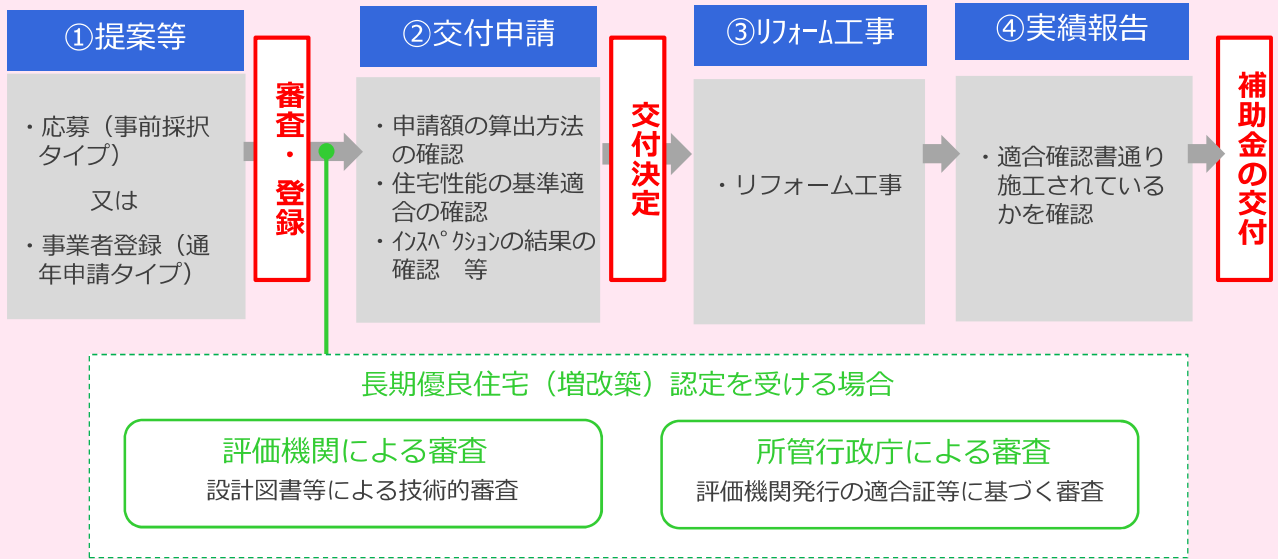 ①提案等
・応募（事前採択
タイプ）
又は
・事業者登録（通
年申請タイプ）
審査・登録
②交付申請
・申請額の算出方法
の確認
・住宅性能の基準適
合の確認
・ｲﾝｽﾍﾟｸｼｮﾝの結果の
確認　等
交付決定
③ﾘﾌｫｰﾑ工事
・リフォーム工事
④実績報告
・適合確認書通り
施工されている
かを確認
補助金の交付
長期優良住宅（増改築）認定を受ける場合
評価機関による審査
設計図書等による技術的審査
所管行政庁による審査
評価機関発行の適合証等に基づく審査